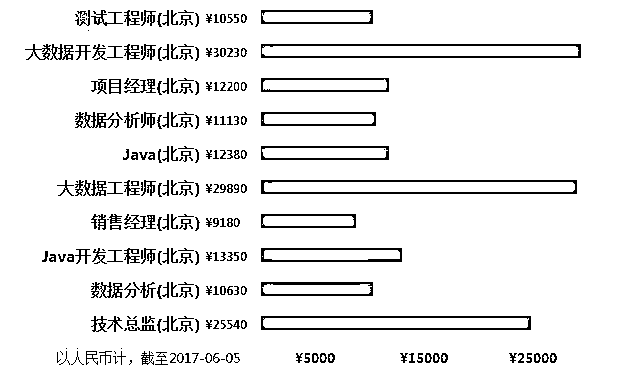 测试工程师(北京) ¥10550
大数据开发工程师(北京) ¥30230
项目经理(北京) ¥12200
数据分析师(北京) ¥11130
Java(北京) ¥12380
大数据工程师(北京) ¥29890
销售经理(北京) ¥9180
Java开发工程师(北京) ¥13350
数据分析(北京) ¥10630
技术总监(北京) ¥25540
以人民币计，截至2017-06-05 ¥5000 ¥15000 ¥25000